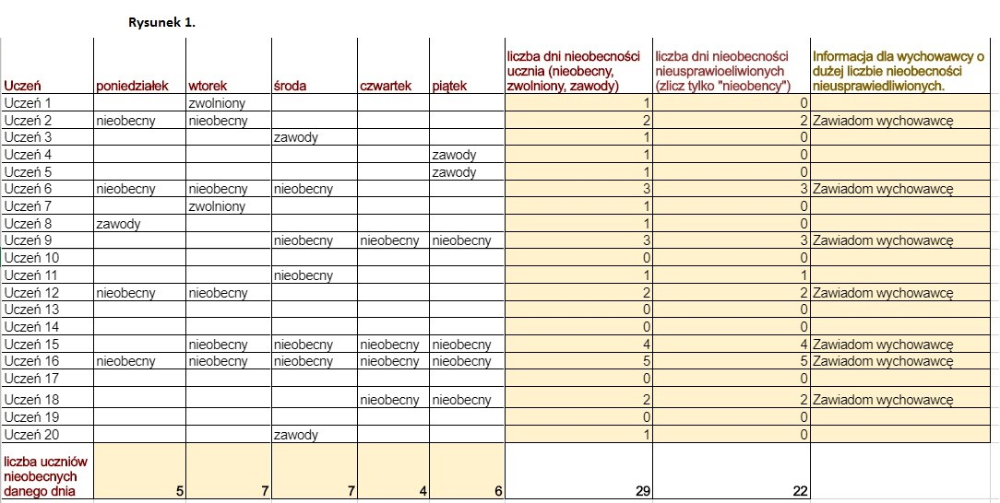 Rysunek 1.
Uczeń poniedziałek wtorek środa czwartek piątek liczba dni nieobecności ucznia (nieobecny, zwolniony, zawody) liczba dni nieobecności nieusprawioeliwionych (zlicz tylko "nieobency") Informacja dla wychowawcy o dużej liczbie nieobecności nieusprawiedliwionych.
Uczeń 1 zwolniony 1 0
Uczeń 2 nieobecny nieobecny 2 2 Zawiadom wychowawcę
Uczeń 3 zawody 1 0
Uczeń 4 zawody 1 0
Uczeń 5 zawody 1 0
Uczeń 6 nieobecny nieobecny nieobecny 3 3 Zawiadom wychowawcę
Uczeń 7 zwolniony 1 0
Uczeń 8 zawody 1 0
Uczeń 9 nieobecny nieobecny nieobecny 3 3 Zawiadom wychowawcę
Uczeń 10 0 0
Uczeń 11 nieobecny 1 1
Uczeń 12 nieobecny nieobecny 2 2 Zawiadom wychowawcę
Uczeń 13 0 0
Uczeń 14 0 0
Uczeń 15 nieobecny nieobecny nieobecny nieobecny 4 4 Zawiadom wychowawcę
Uczeń 16 nieobecny nieobecny nieobecny nieobecny nieobecny 5 5 Zawiadom wychowawcę
Uczeń 17 0 0
Uczeń 18 nieobecny nieobecny 2 2 Zawiadom wychowawcę
Uczeń 19 0 0
Uczeń 20 zawody 1 0
liczba uczniów nieobecnych danego dnia 5 7 7 4 6 29 22